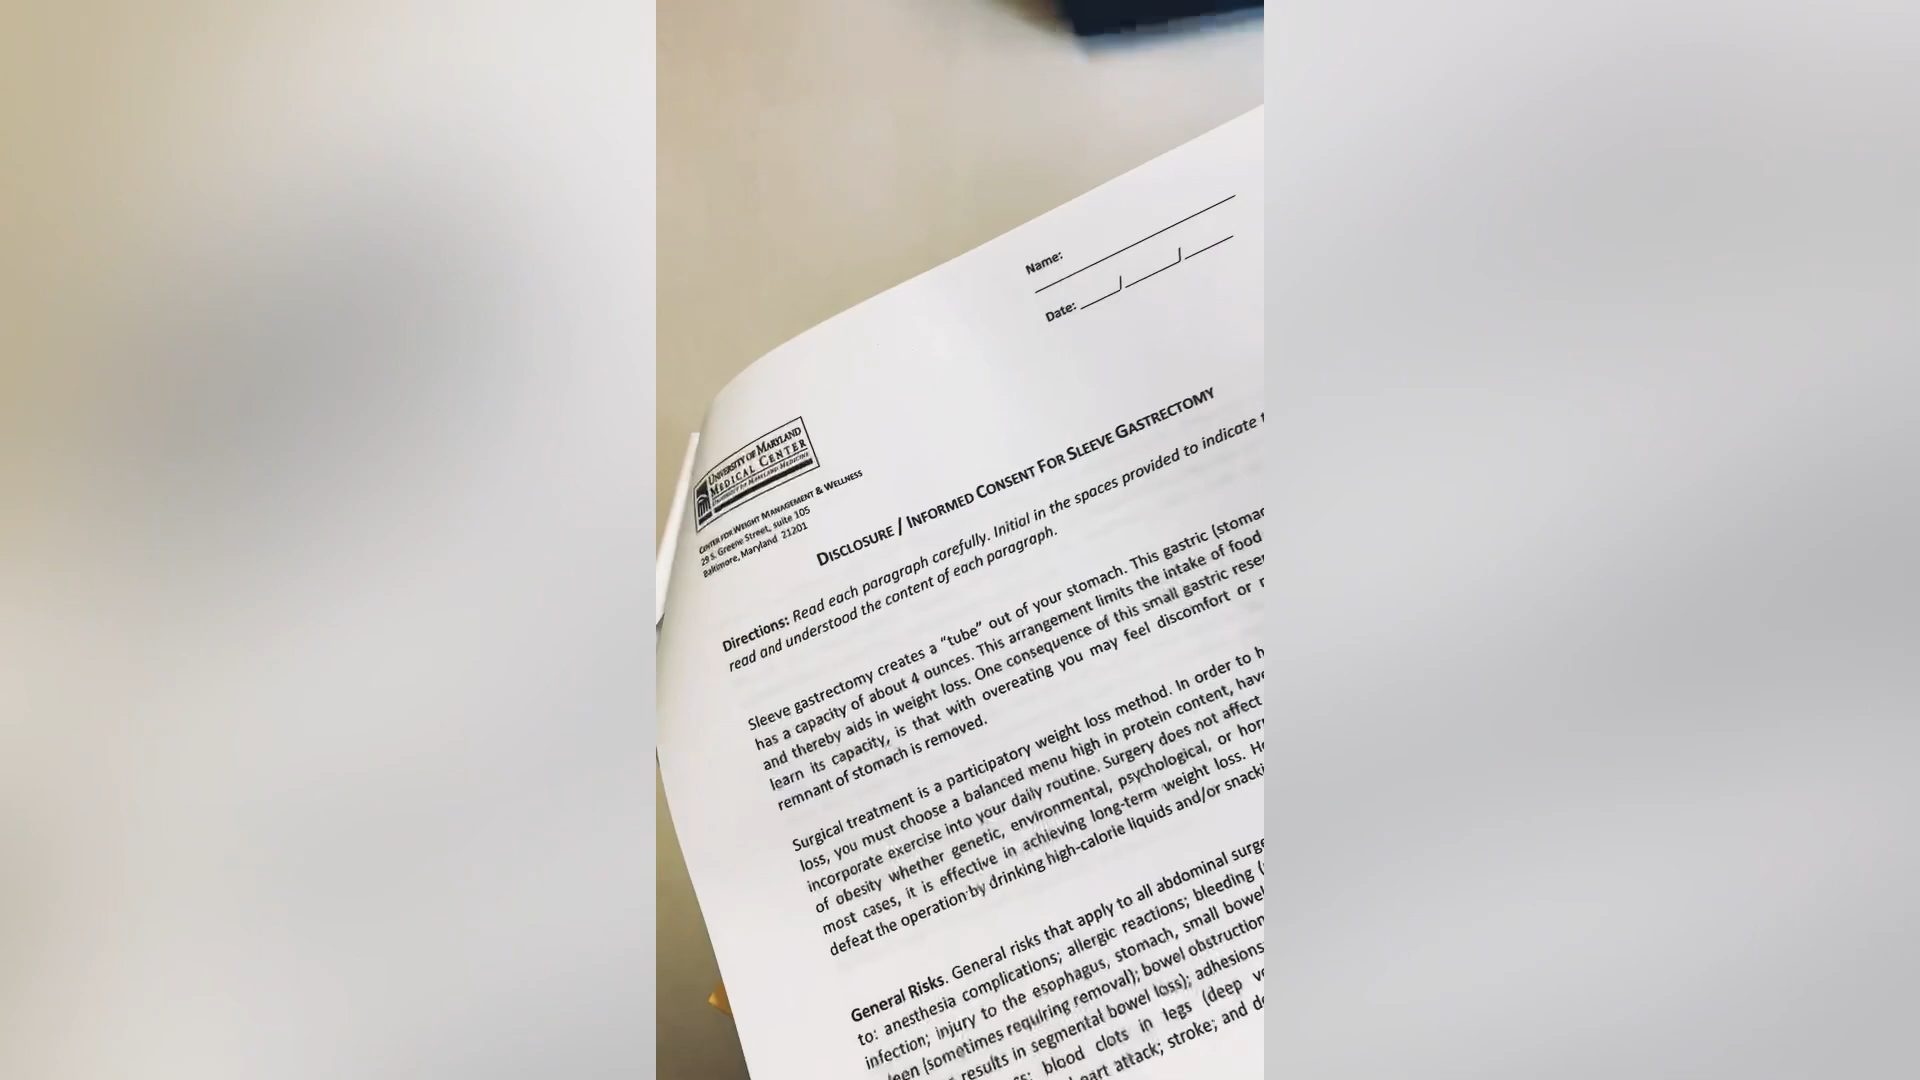 Name:
Date: ____/____/____
UNIVERSITY OF MARYLAND
MEDICAL CENTER
UNIVERSITY OF MARYLAND MEDICINE
CENTER FOR WEIGHT MANAGEMENT & WELLNESS
29 S. Greene Street, suite 105
Baltimore, Maryland 21201
DISCLOSURE / INFORMED CONSENT FOR SLEEVE GASTRECTOMY
Directions: Read each paragraph carefully. Initial in the spaces provided to indicate
read and understood the content of each paragraph.
Sleeve gastrectomy creates a “tube” out of your stomach. This gastric
has a capacity of about 4 ounces. This arrangement limits the intake of food
and thereby aids in weight loss. One consequence of this small gastric
learn its capacity, is that with overeating you may feel discomfort or
remnant of stomach is removed.
Surgical treatment is a participatory weight loss method. In order to
loss, you must choose a balanced menu high in protein content, have
incorporate exercise into your daily routine. Surgery does not affect
of obesity whether genetic, environmental, psychological, or
most cases, it is effective in achieving long-term weight loss.
defeat the operation by drinking high-calorie liquids and/or
General Risks. General risks that apply to all abdominal
to: anesthesia complications; allergic reactions; bleeding
infection; injury to the esophagus, stomach, small bowel
(sometimes requiring removal); bowel obstruction
results in segmental bowel loss); adhesions
blood clots in legs (deep
attack; stroke; and